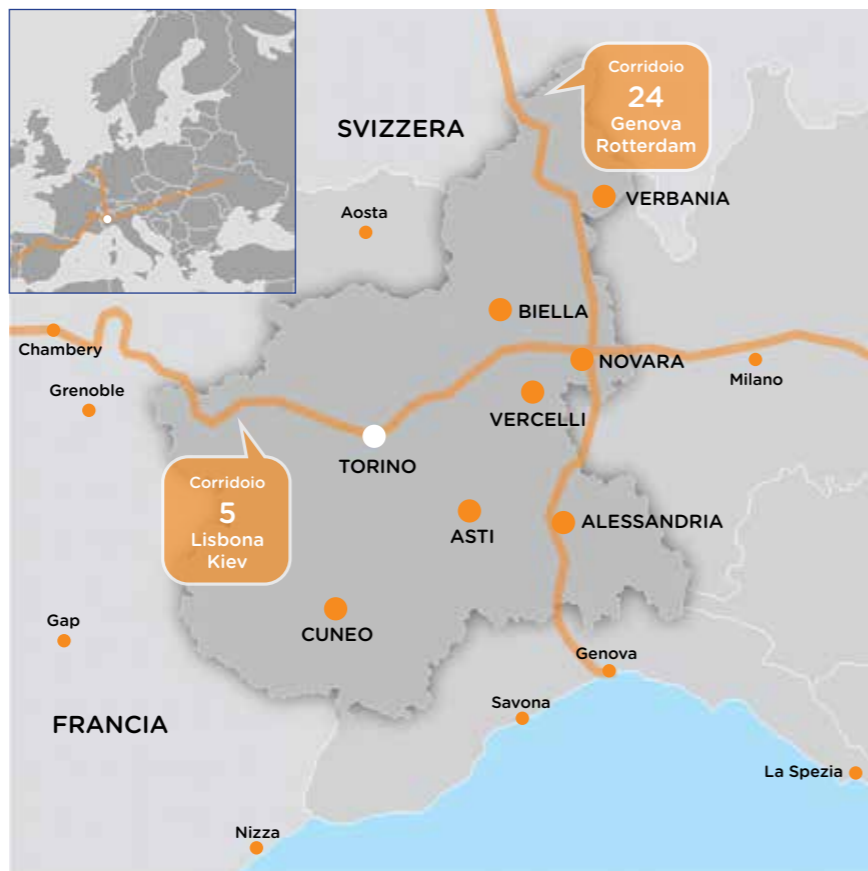 Corridoio
24
Genova
Rotterdam
SVIZZERA
VERBANIA
Aosta
BIELLA
Chambery
NOVARA
Milano
Grenoble
VERCELLI
TORINO
Corridoio
5
Lisbona
Kiev
ASTI
ALESSANDRIA
CUNEO
Gap
Genova
FRANCIA
Savona
La Spezia
Nizza